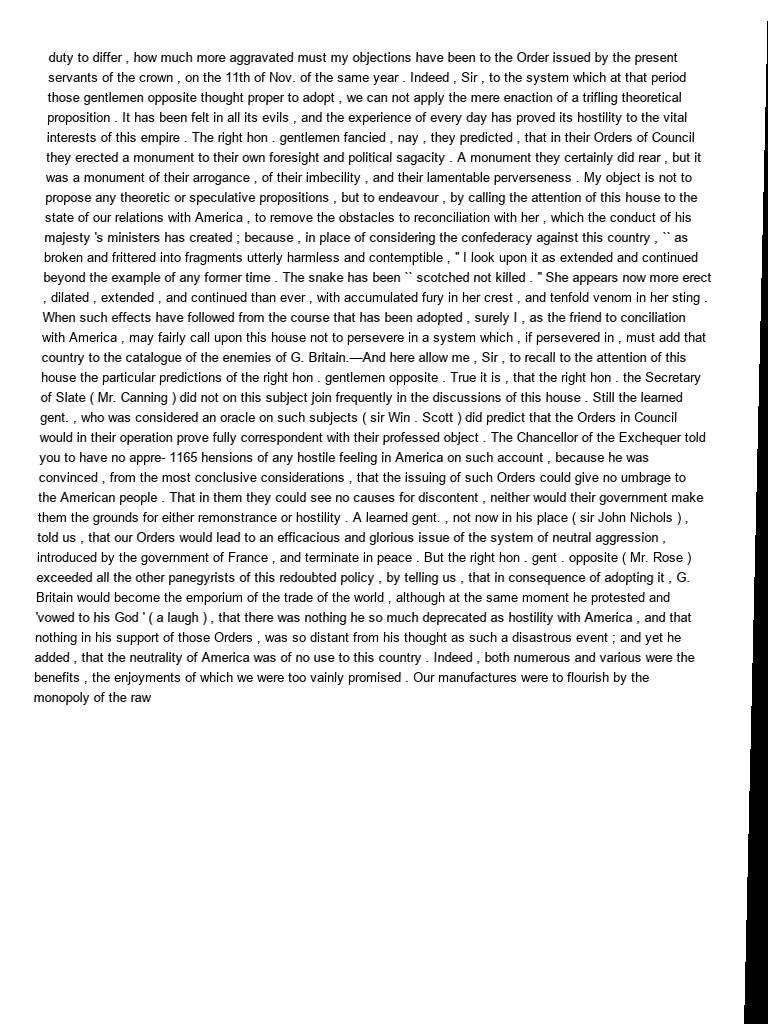 duty to differ , how much more aggravated must my objections have been to the Order issued by the present
servants of the crown , on the 11th of Nov. of the same year . Indeed , Sir , to the system which at that period
those gentlemen opposite thought proper to adopt , we can not apply the mere enaction of a trifling theoretical
proposition . It has been felt in all its evils , and the experience of every day has proved its hostility to the vital
interests of this empire . The right hon . gentlemen fancied , nay , they predicted , that in their Orders of Council
they erected a monument to their own foresight and political sagacity . A monument they certainly did rear , but it
was a monument of their arrogance , of their imbecility , and their lamentable perverseness . My object is not to
propose any theoretic or speculative propositions , but to endeavour , by calling the attention of this house to the
state of our relations with America , to remove the obstacles to reconciliation with her , which the conduct of his
majesty 's ministers has created ; because , in place of considering the confederacy against this country , `` as
broken and frittered into fragments utterly harmless and contemptible , " I look upon it as extended and continued
beyond the example of any former time . The snake has been `` scotched not killed . " She appears now more erect
, dilated , extended , and continued than ever , with accumulated fury in her crest , and tenfold venom in her sting .
When such effects have followed from the course that has been adopted , surely I , as the friend to conciliation
with America , may fairly call upon this house not to persevere in a system which , if persevered in , must add that
country to the catalogue of the enemies of G. Britain.—And here allow me , Sir , to recall to the attention of this
house the particular predictions of the right hon . gentlemen opposite . True it is , that the right hon . the Secretary
of Slate ( Mr. Canning ) did not on this subject join frequently in the discussions of this house . Still the learned
gent. , who was considered an oracle on such subjects ( sir Win . Scott ) did predict that the Orders in Council
would in their operation prove fully correspondent with their professed object . The Chancellor of the Exchequer told
you to have no appre- 1165 hensions of any hostile feeling in America on such account , because he was
convinced , from the most conclusive considerations , that the issuing of such Orders could give no umbrage to
the American people . That in them they could see no causes for discontent , neither would their government make
them the grounds for either remonstrance or hostility . A learned gent. , not now in his place ( sir John Nichols ) ,
told us , that our Orders would lead to an efficacious and glorious issue of the system of neutral aggression ,
introduced by the government of France , and terminate in peace . But the right hon . gent . opposite ( Mr. Rose )
exceeded all the other panegyrists of this redoubted policy , by telling us , that in consequence of adopting it , G.
Britain would become the emporium of the trade of the world , although at the same moment he protested and
'vowed to his God ' ( a laugh ) , that there was nothing he so much deprecated as hostility with America , and that
nothing in his support of those Orders , was so distant from his thought as such a disastrous event ; and yet he
added , that the neutrality of America was of no use to this country . Indeed , both numerous and various were the
benefits , the enjoyments of which we were too vainly promised . Our manufactures were to flourish by the
monopoly of the raw